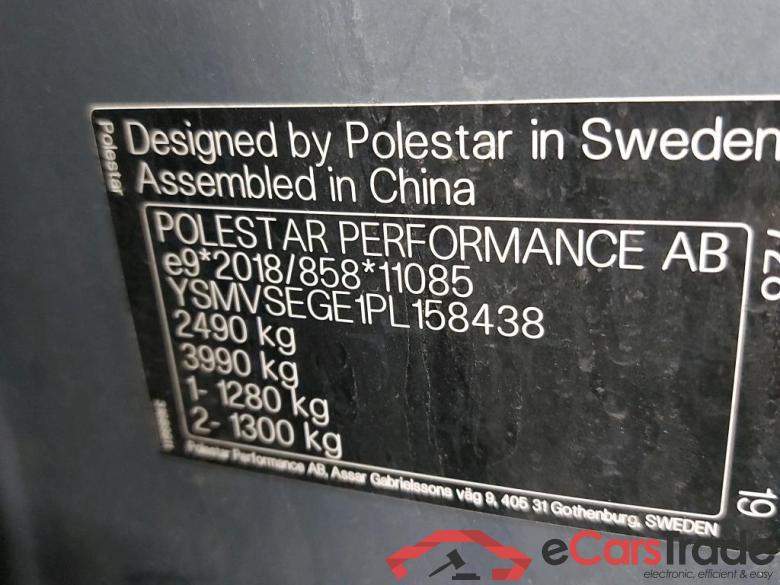 Polestar
Designed by Polestar in Sweden
Assembled in China
POLESTAR PERFORMANCE AB
e9*2018/858*11085
YSMVSEGE1PL158438
2490 kg
3990 kg
1- 1280 kg
2- 1300 kg
Polestar Performance AB, Assar Gabrielssons väg 9, 405 31 Gothenburg, SWEDEN
19
eCarsTrade
electronic, efficient & easy